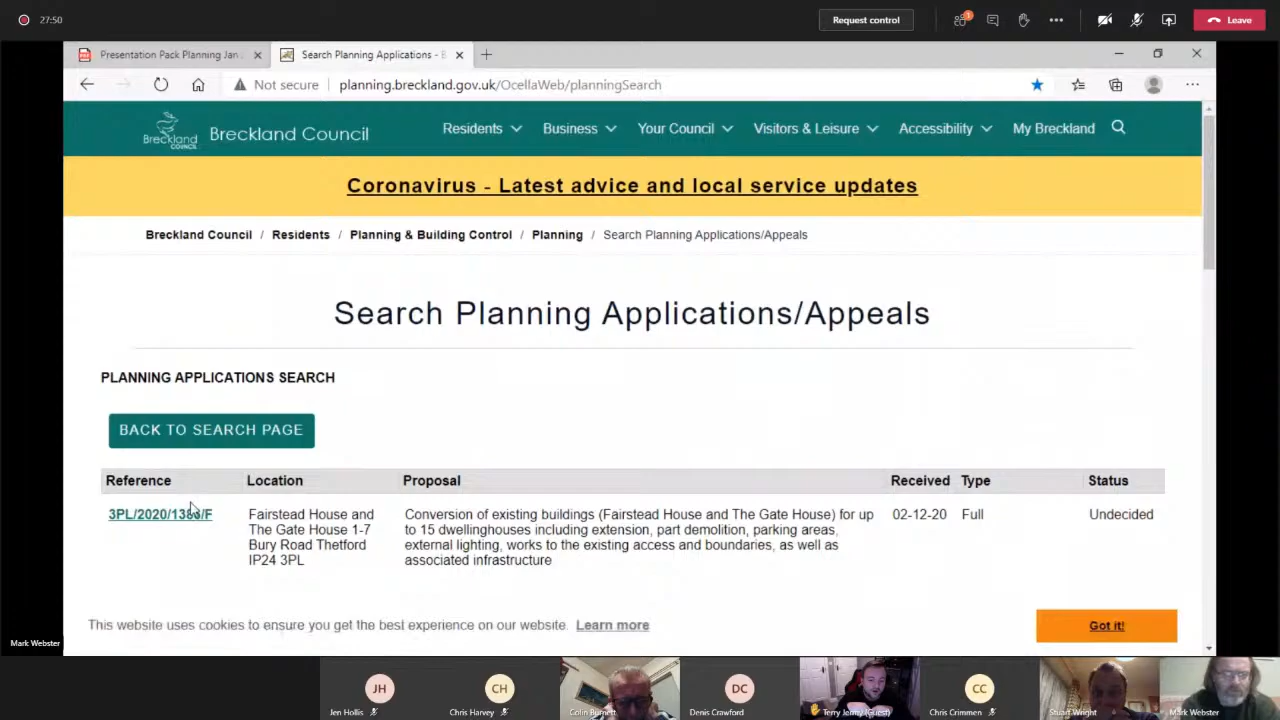 27:50
Request control
1
Leave
Presentation Pack Planning Jan
Search Planning Applications - B
Not secure
planning.breckland.gov.uk/OcellaWeb/planningSearch
BRECKLAND COUNCIL
Breckland Council
Residents
Business
Your Council
Visitors & Leisure
Accessibility
My Breckland
Coronavirus - Latest advice and local service updates
Breckland Council / Residents / Planning & Building Control / Planning / Search Planning Applications/Appeals
Search Planning Applications/Appeals
PLANNING APPLICATIONS SEARCH
BACK TO SEARCH PAGE
Reference Location Proposal Received Type Status
Fairstead House and Conversion of existing buildings (Fairstead House and The Gate House) for up 02-12-20 Full Undecided
The Gate House 1-7 to 15 dwellinghouses including extension, part demolition, parking areas,
Bury Road Thetford external lighting, works to the existing access and boundaries, as well as
IP24 3PL associated infrastructure
This website uses cookies to ensure you get the best experience on our website. Learn more
Got it!
Mark Webster
JH
CH
DC
CC
Jen Hollis
Chris Harvey
Colin Burnett
Denis Crawford
Terry Jermy (Guest)
Chris Crimmen
Stuart Wright
Mark Webster